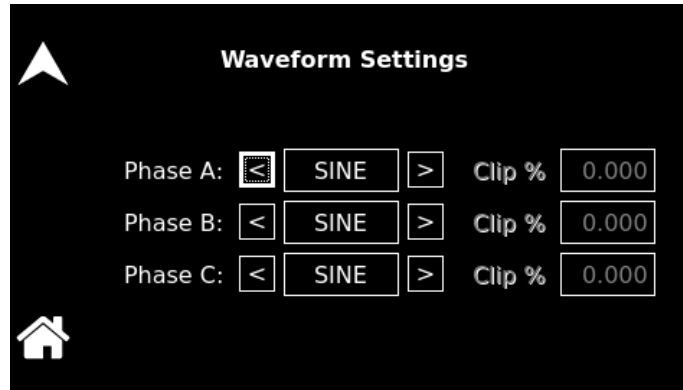 Waveform Settings
Phase A: < SINE > Clip % 0.000
Phase B: < SINE > Clip % 0.000
Phase C: < SINE > Clip % 0.000